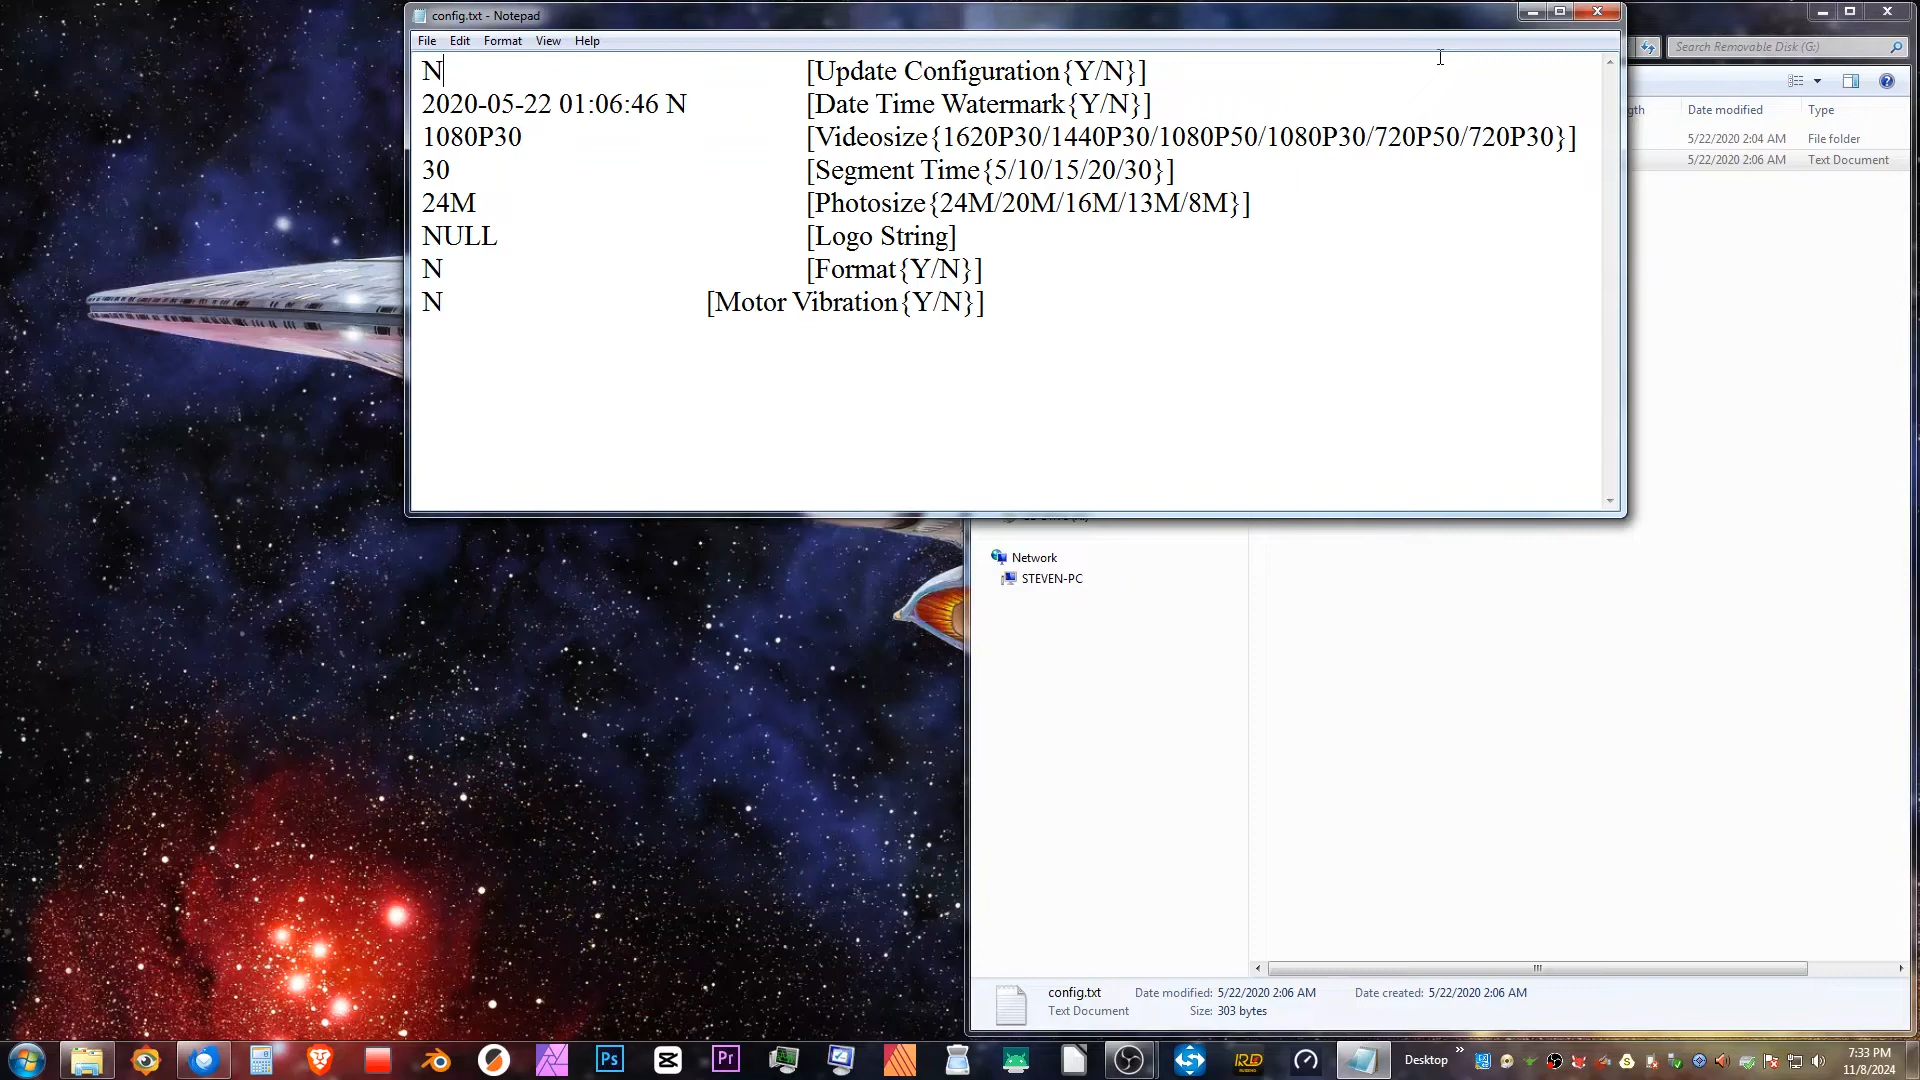 config.txt - Notepad
File Edit Format View Help
N [Update Configuration{Y/N}]
2020-05-22 01:06:46 N [Date Time Watermark{Y/N}]
1080P30 [Videosize{1620P30/1440P30/1080P50/1080P30/720P50/720P30}]
30 [Segment Time{5/10/15/20/30}]
24M [Photosize{24M/20M/16M/13M/8M}]
NULL [Logo String]
N [Format{Y/N}]
N [Motor Vibration{Y/N}]
Search Removable Disk (G:)
Date modified Type
5/22/2020 2:04 AM File folder
5/22/2020 2:06 AM Text Document
Network
STEVEN-PC
config.txt Date modified: 5/22/2020 2:06 AM Date created: 5/22/2020 2:06 AM
Text Document Size: 303 bytes
Ps
Pr
Desktop
7:33 PM
11/8/2024